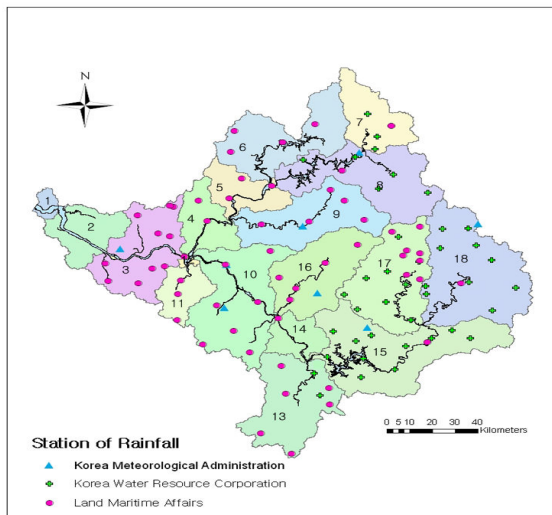 N
7
6
5
8
1
4
9
2
18
3
16
17
10
11
14
15
13
0 5 10 20 30 40
Kilometers
Station of Rainfall
Korea Meteorological Administration
Korea Water Resource Corporation
Land Maritime Affairs